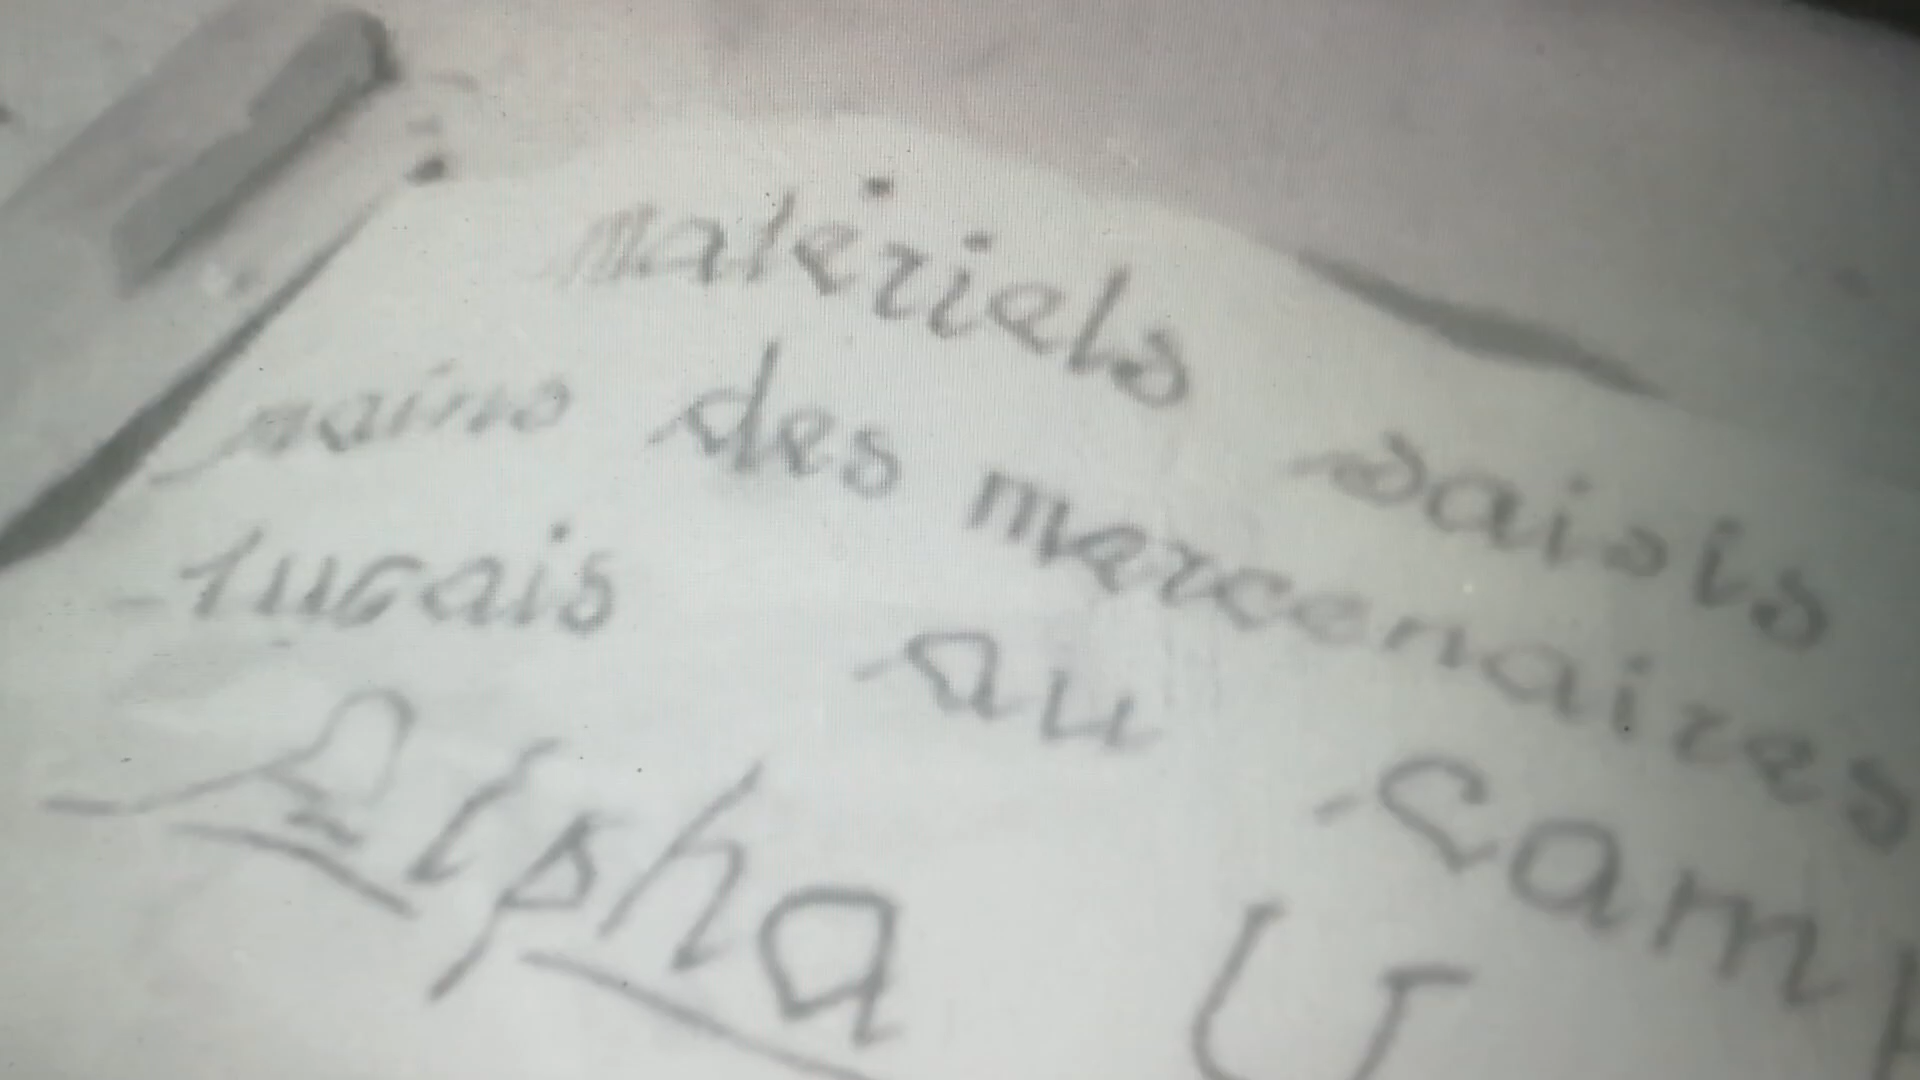 matériels saisis
mains des mercenaires
-tugais au camp
Alpha